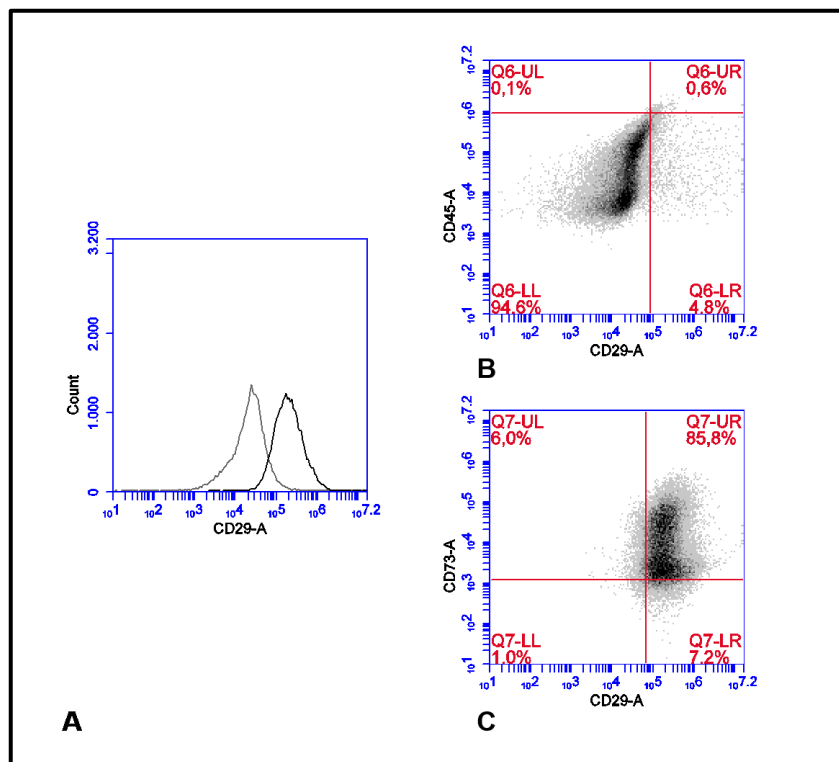 3.200
2.000
1.000
0
Count
10^1 10^2 10^3 10^4 10^5 10^6 10^7.2
CD29-A
A
Q6-UL
0,1%
Q6-UR
0,6%
Q6-LL
94,6%
Q6-LR
4,8%
10^7.2
10^6
10^5
10^4
10^3
10^2
10^1
CD45-A
10^1 10^2 10^3 10^4 10^5 10^6 10^7.2
CD29-A
B
Q7-UL
6,0%
Q7-UR
85,8%
Q7-LL
1,0%
Q7-LR
7,2%
10^7.2
10^6
10^5
10^4
10^3
10^2
10^1
CD73-A
10^1 10^2 10^3 10^4 10^5 10^6 10^7.2
CD29-A
C